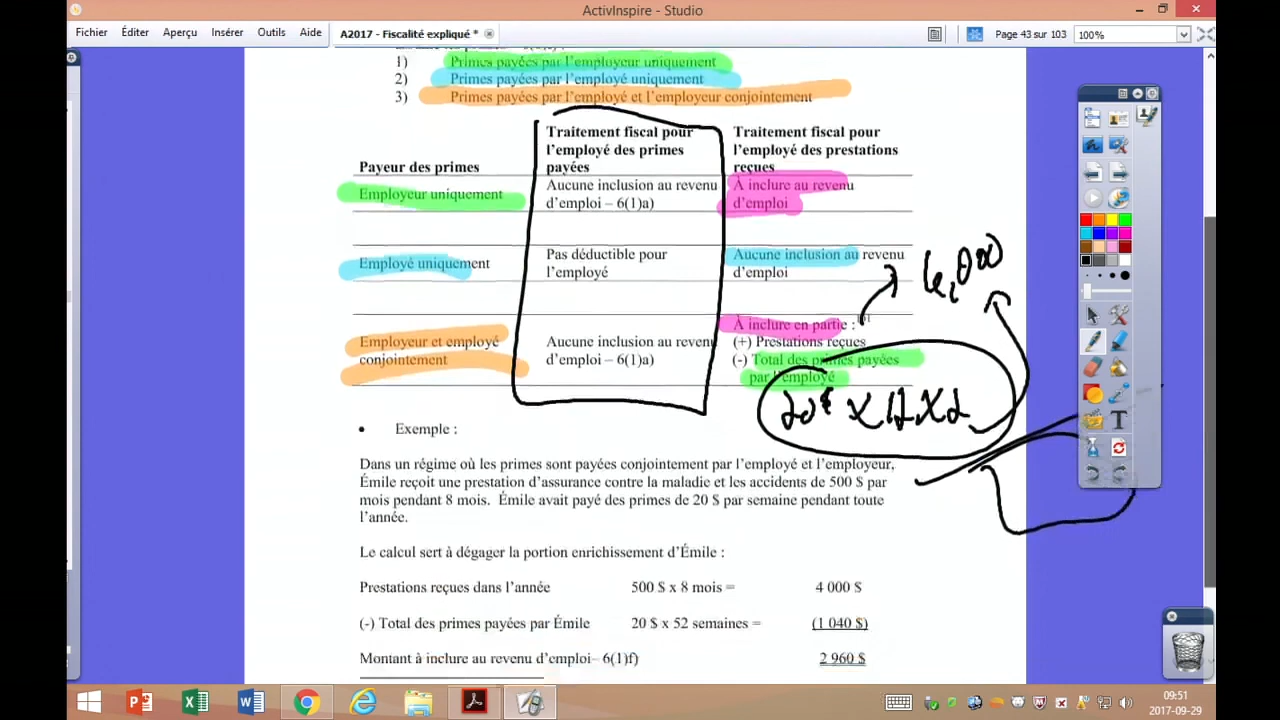 ActivInspire - Studio
Fichier Éditer Aperçu Insérer Outils Aide A2017 - Fiscalité expliqué * Page 43 sur 103 100%
1) Primes payées par l'employeur uniquement
2) Primes payées par l'employé uniquement
3) Primes payées par l'employé et l'employeur conjointement
Payeur des primes
Traitement fiscal pour
l'employé des primes
payées
Traitement fiscal pour
l'employé des prestations
reçues
Employeur uniquement
Aucune inclusion au revenu
d'emploi – 6(1)a)
À inclure au revenu
d'emploi
Employé uniquement
Pas déductible pour
l'employé
Aucune inclusion au revenu
d'emploi
Employeur et employé
conjointement
Aucune inclusion au revenu
d'emploi – 6(1)a)
À inclure en partie :
(+) Prestations reçues
(-) Total des primes payées
par l'employé
20$ X 12 X 2
• Exemple :
Dans un régime où les primes sont payées conjointement par l'employé et l'employeur,
Émile reçoit une prestation d'assurance contre la maladie et les accidents de 500 $ par
mois pendant 8 mois. Émile avait payé des primes de 20 $ par semaine pendant toute
l'année.
Le calcul sert à dégager la portion enrichissement d'Émile :
Prestations reçues dans l'année 500 $ x 8 mois = 4 000 $
(-) Total des primes payées par Émile 20 $ x 52 semaines = (1 040 $)
Montant à inclure au revenu d'emploi– 6(1)f) 2 960 $
09:51
2017-09-29